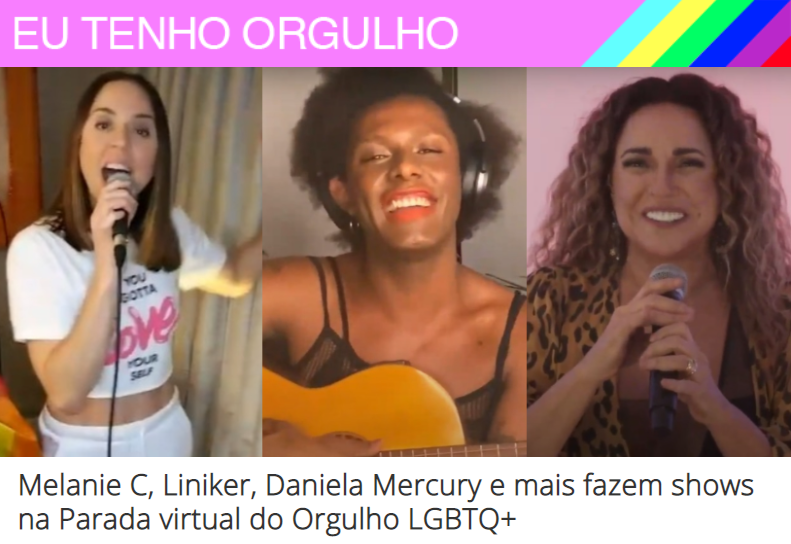 EU TENHO ORGULHO
YOU
GOTTA
Love
YOUR
SELF
Melanie C, Liniker, Daniela Mercury e mais fazem shows
na Parada virtual do Orgulho LGBTQ+